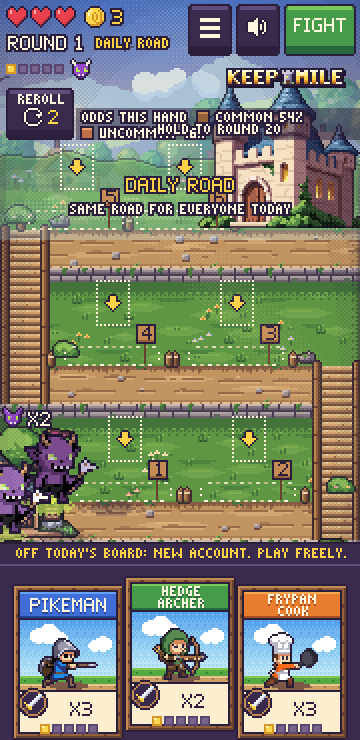 3
FIGHT
ROUND 1 DAILY ROAD
KEEP MILE
REROLL
2
ODDS THIS HAND COMMON 54%
UNCOMM
HOLD TO ROUND 20
DAILY ROAD
SAME ROAD FOR EVERYONE TODAY
4
3
X2
1
2
OFF TODAY'S BOARD: NEW ACCOUNT. PLAY FREELY.
PIKEMAN
HEDGE
ARCHER
FRYPAN
COOK
X3
X2
X3